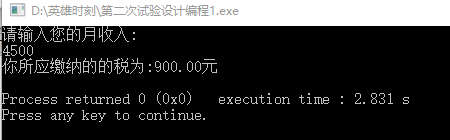 D:\英雄时刻\第二次试验设计编程1.exe
请输入您的月收入:
4500
你所应缴纳的的税为:900.00元
Process returned 0 (0x0)   execution time : 2.831 s
Press any key to continue.